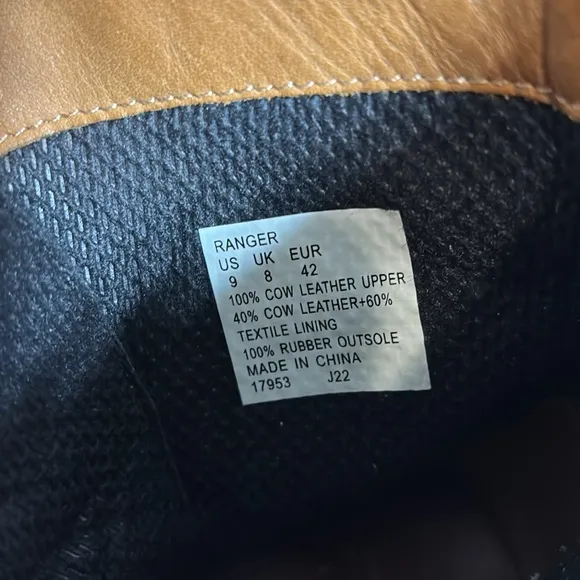 RANGER
US UK EUR
9 8 42
100% COW LEATHER UPPER
40% COW LEATHER+60%
TEXTILE LINING
100% RUBBER OUTSOLE
MADE IN CHINA
17953 J22